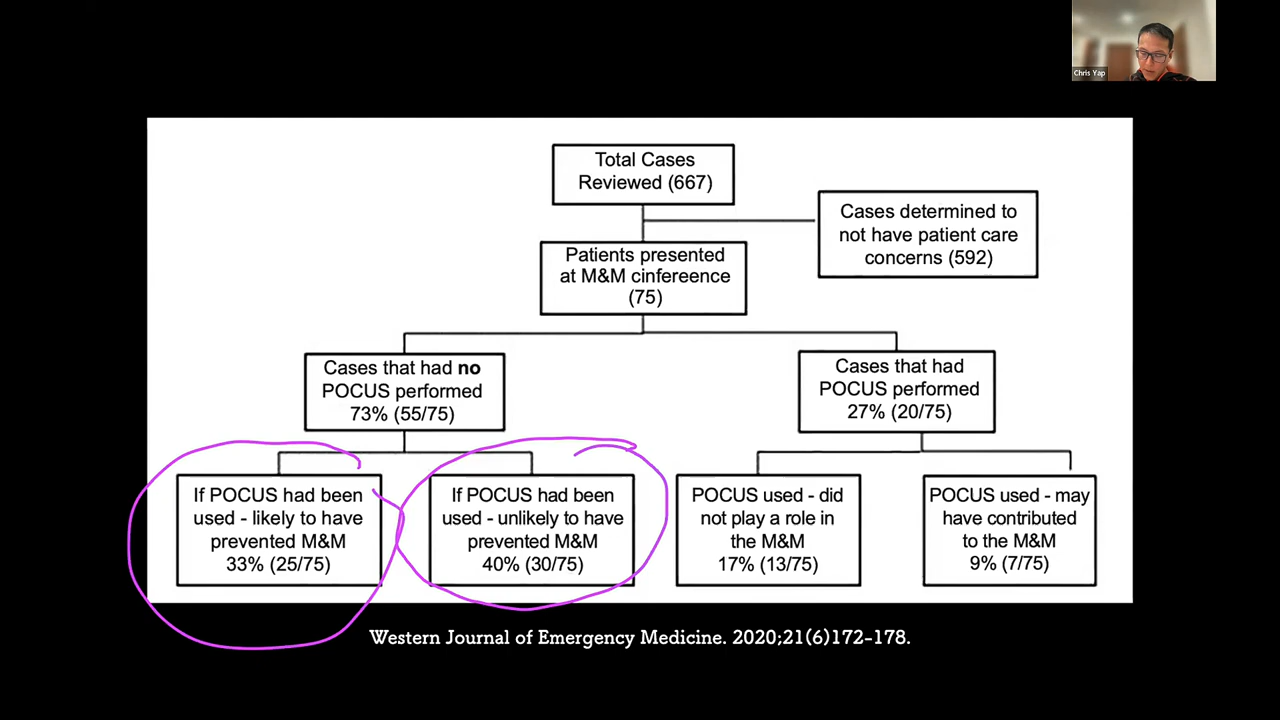 Chris Yap
Total Cases
Reviewed (667)
Cases determined to
not have patient care
concerns (592)
Patients presented
at M&M cinfereence
(75)
Cases that had no
POCUS performed
73% (55/75)
Cases that had
POCUS performed
27% (20/75)
If POCUS had been
used - likely to have
prevented M&M
33% (25/75)
If POCUS had been
used - unlikely to have
prevented M&M
40% (30/75)
POCUS used - did
not play a role in
the M&M
17% (13/75)
POCUS used - may
have contributed
to the M&M
9% (7/75)
Western Journal of Emergency Medicine. 2020;21(6)172–178.